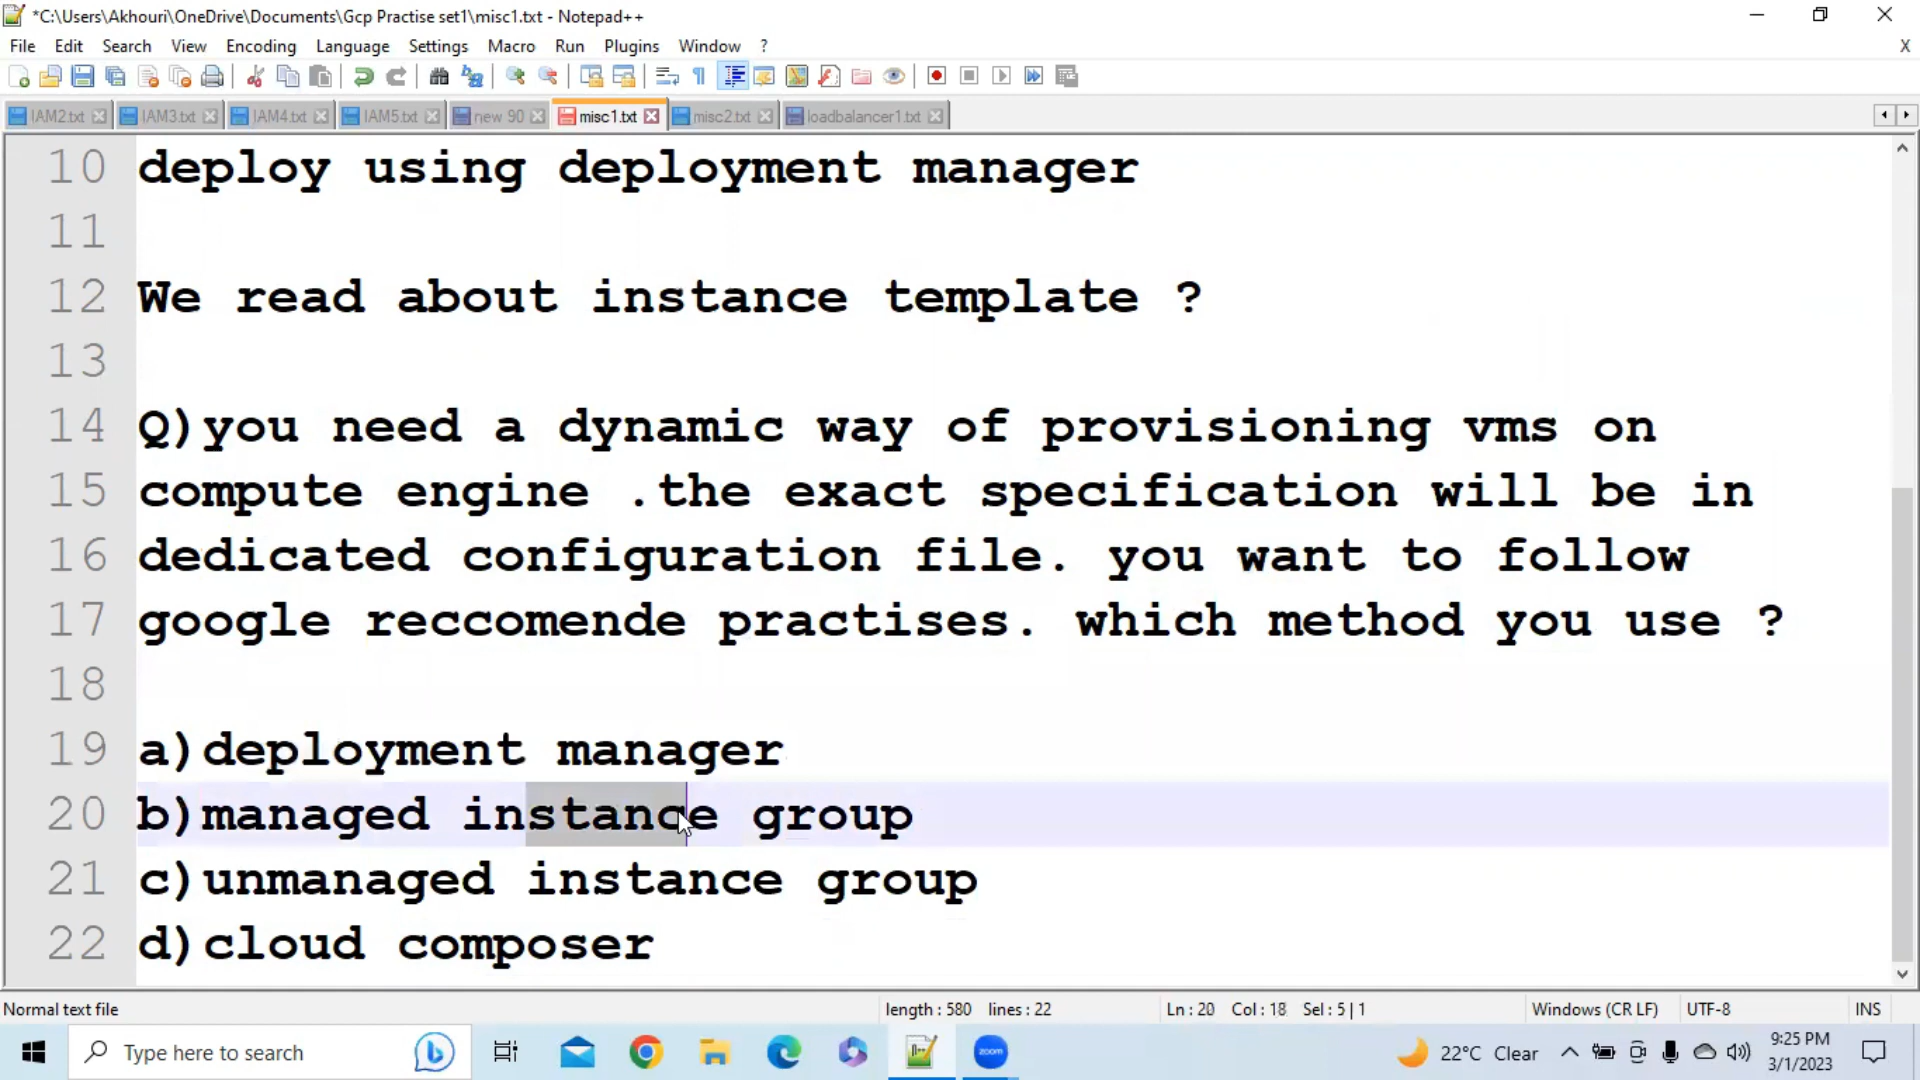 *C:\Users\Akhouri\OneDrive\Documents\Gcp Practise set1\misc1.txt - Notepad++
File Edit Search View Encoding Language Settings Macro Run Plugins Window ? X
IAM2.txt IAM3.txt IAM4.txt IAM5.txt new 90 misc1.txt misc2.txt loadbalancer1.txt
10 deploy using deployment manager
11
12 We read about instance template ?
13
14 Q)you need a dynamic way of provisioning vms on
15 compute engine .the exact specification will be in
16 dedicated configuration file. you want to follow
17 google reccomende practises. which method you use ?
18
19 a)deployment manager
20 b)managed instance group
21 c)unmanaged instance group
22 d)cloud composer
Normal text file length : 580 lines : 22 Ln : 20 Col : 18 Sel : 5 | 1 Windows (CR LF) UTF-8 INS
Type here to search zoom 22°C Clear 9:25 PM
3/1/2023